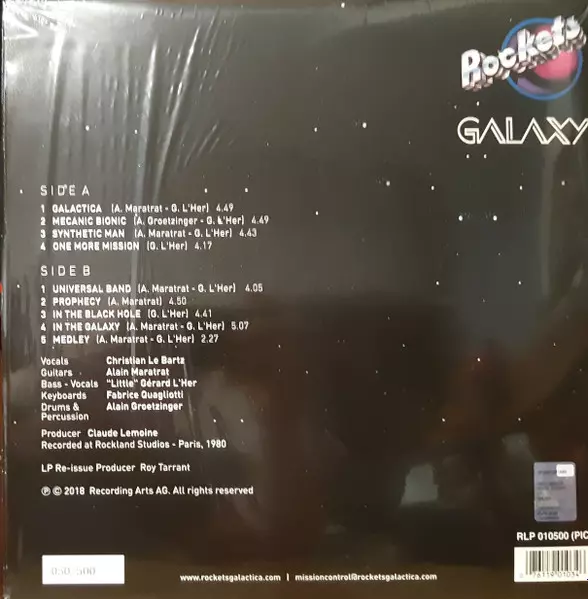 Rockets
GALAXY
SIDE A
1 GALACTICA (A. Maratrat - G. L'Her) 4.49
2 MECANIC BIONIC (A. Groetzinger - G. L'Her) 4.49
3 SYNTHETIC MAN (A. Maratrat - G. L'Her) 4.43
4 ONE MORE MISSION (G. L'Her) 4.17
SIDE B
1 UNIVERSAL BAND (A. Maratrat - G. L'Her) 4.05
2 PROPHECY (A. Maratrat) 4.50
3 IN THE BLACK HOLE (G. L'Her) 4.41
4 IN THE GALAXY (A. Maratrat - G. L'Her) 5.07
5 MEDLEY (A. Maratrat - G. L'Her) 2.27
Vocals Christian Le Bartz
Guitars Alain Maratrat
Bass - Vocals "Little" Gérard L'Her
Keyboards Fabrice Quagliotti
Drums & Alain Groetzinger
Percussion
Producer Claude Lemoine
Recorded at Rockland Studios - Paris, 1980
LP Re-issue Producer Roy Tarrant
℗ © 2018 Recording Arts AG. All rights reserved
RLP 010500 (PIC
050 500
www.rocketsgalactica.com | missioncontrol@rocketsgalactica.com